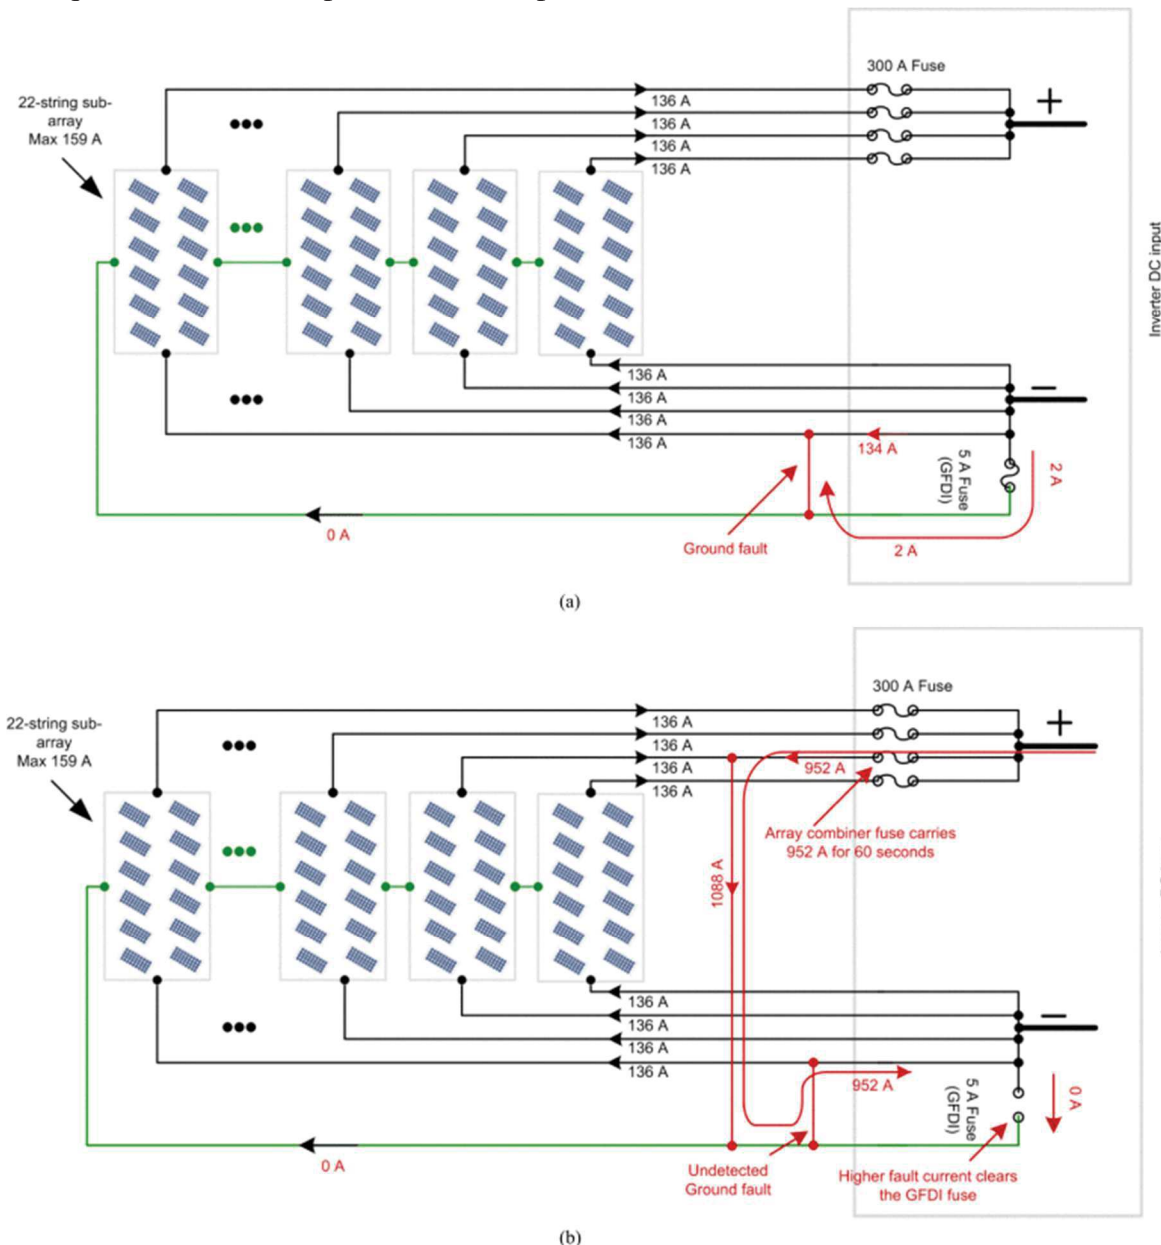 300 A Fuse
22-string sub-
array
Max 159 A
+
136 A
136 A
136 A
136 A
Inverter DC input
136 A
136 A
136 A
136 A
–
134 A
5 A Fuse
(GFDI)
2 A
Ground fault
2 A
0 A
(a)
300 A Fuse
22-string sub-
array
Max 159 A
+
136 A
136 A
136 A
136 A
952 A
Array combiner fuse carries
952 A for 60 seconds
1088 A
136 A
136 A
136 A
136 A
–
952 A
5 A Fuse
(GFDI)
0 A
0 A
Undetected
Ground fault
Higher fault current clears
the GFDI fuse
(b)